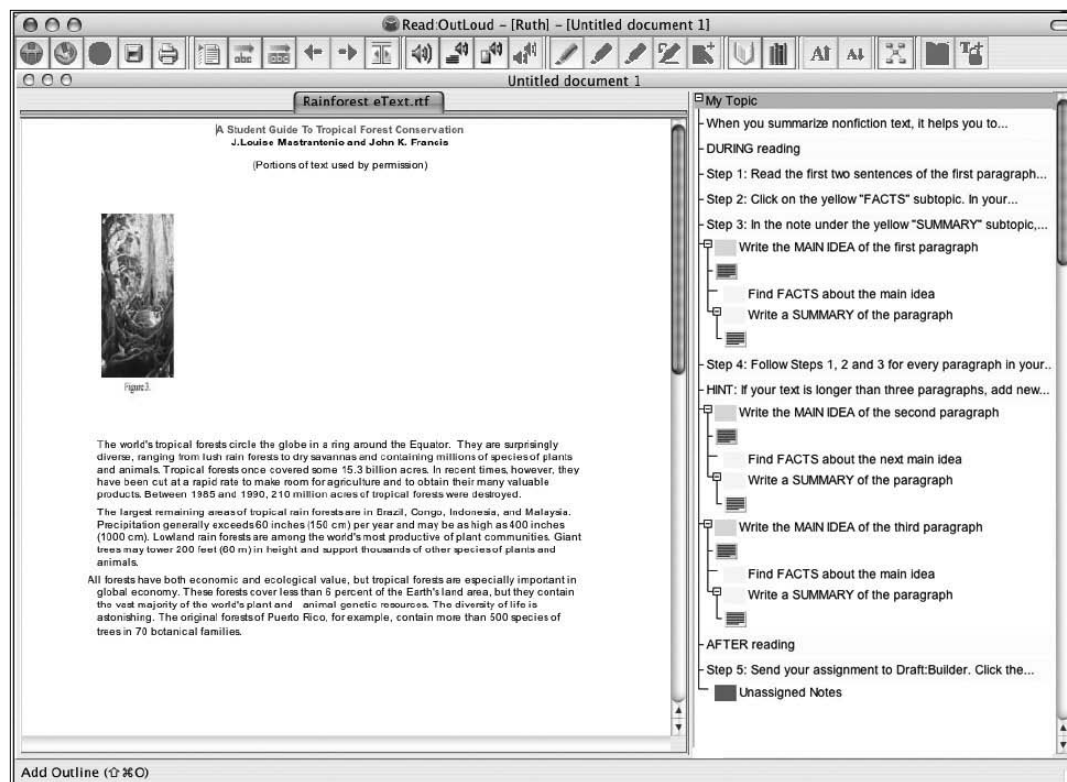 Read:OutLoud – [Ruth] – [Untitled document 1]
abc
abc
Untitled document 1
Rainforest eText.rtf
A Student Guide To Tropical Forest Conservation
J.Louise Mastrantonio and John K. Francis
(Portions of text used by permission)
Figure 3.
The world's tropical forests circle the globe in a ring around the Equator. They are surprisingly
diverse, ranging from lush rain forests to dry savannas and containing millions of species of plants
and animals. Tropical forests once covered some 15.3 billion acres. In recent times, however, they
have been cut at a rapid rate to make room for agriculture and to obtain their many valuable
products. Between 1985 and 1990, 210 million acres of tropical forests were destroyed.
The largest remaining areas of tropical rain forests are in Brazil, Congo, Indonesia, and Malaysia.
Precipitation generally exceeds 60 inches (150 cm) per year and may be as high as 400 inches
(1000 cm). Lowland rain forests are among the world's most productive of plant communities. Giant
trees may tower 200 feet (60 m) in height and support thousands of other species of plants and
animals.
All forests have both economic and ecological value, but tropical forests are especially important in
global economy. These forests cover less than 6 percent of the Earth's land area, but they contain
the vast majority of the world's plant and animal genetic resources. The diversity of life is
astonishing. The original forests of Puerto Rico, for example, contain more than 500 species of
trees in 70 botanical families.
My Topic
When you summarize nonfiction text, it helps you to...
DURING reading
Step 1: Read the first two sentences of the first paragraph...
Step 2: Click on the yellow "FACTS" subtopic. In your...
Step 3: In the note under the yellow "SUMMARY" subtopic,...
Write the MAIN IDEA of the first paragraph
Find FACTS about the main idea
Write a SUMMARY of the paragraph
Step 4: Follow Steps 1, 2 and 3 for every paragraph in your..
HINT: If your text is longer than three paragraphs, add new...
Write the MAIN IDEA of the second paragraph
Find FACTS about the next main idea
Write a SUMMARY of the paragraph
Write the MAIN IDEA of the third paragraph
Find FACTS about the main idea
Write a SUMMARY of the paragraph
AFTER reading
Step 5: Send your assignment to Draft:Builder. Click the...
Unassigned Notes
Add Outline (⇧⌘O)